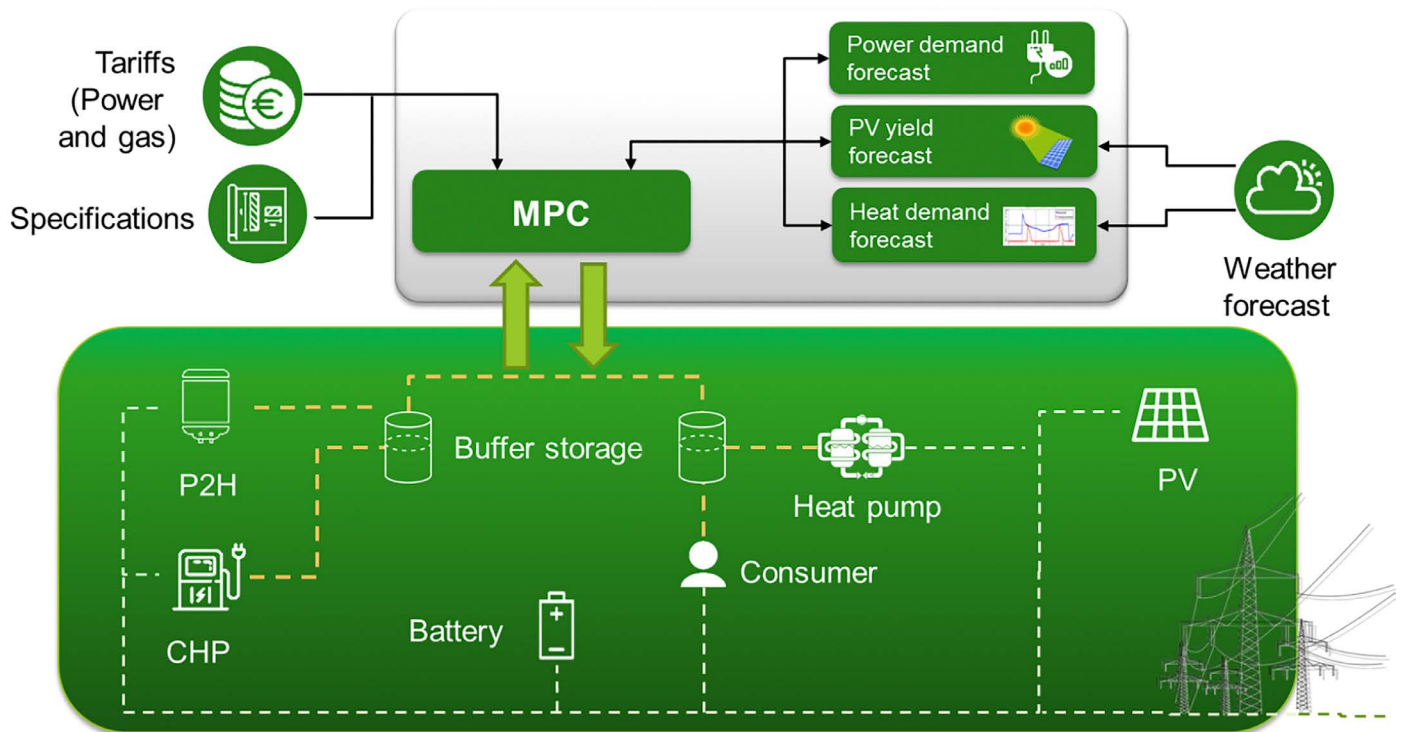 Tariffs
(Power
and gas)
Specifications
MPC
Power demand
forecast
PV yield
forecast
Heat demand
forecast
Weather
forecast
P2H
Buffer storage
Heat pump
PV
CHP
Battery
Consumer